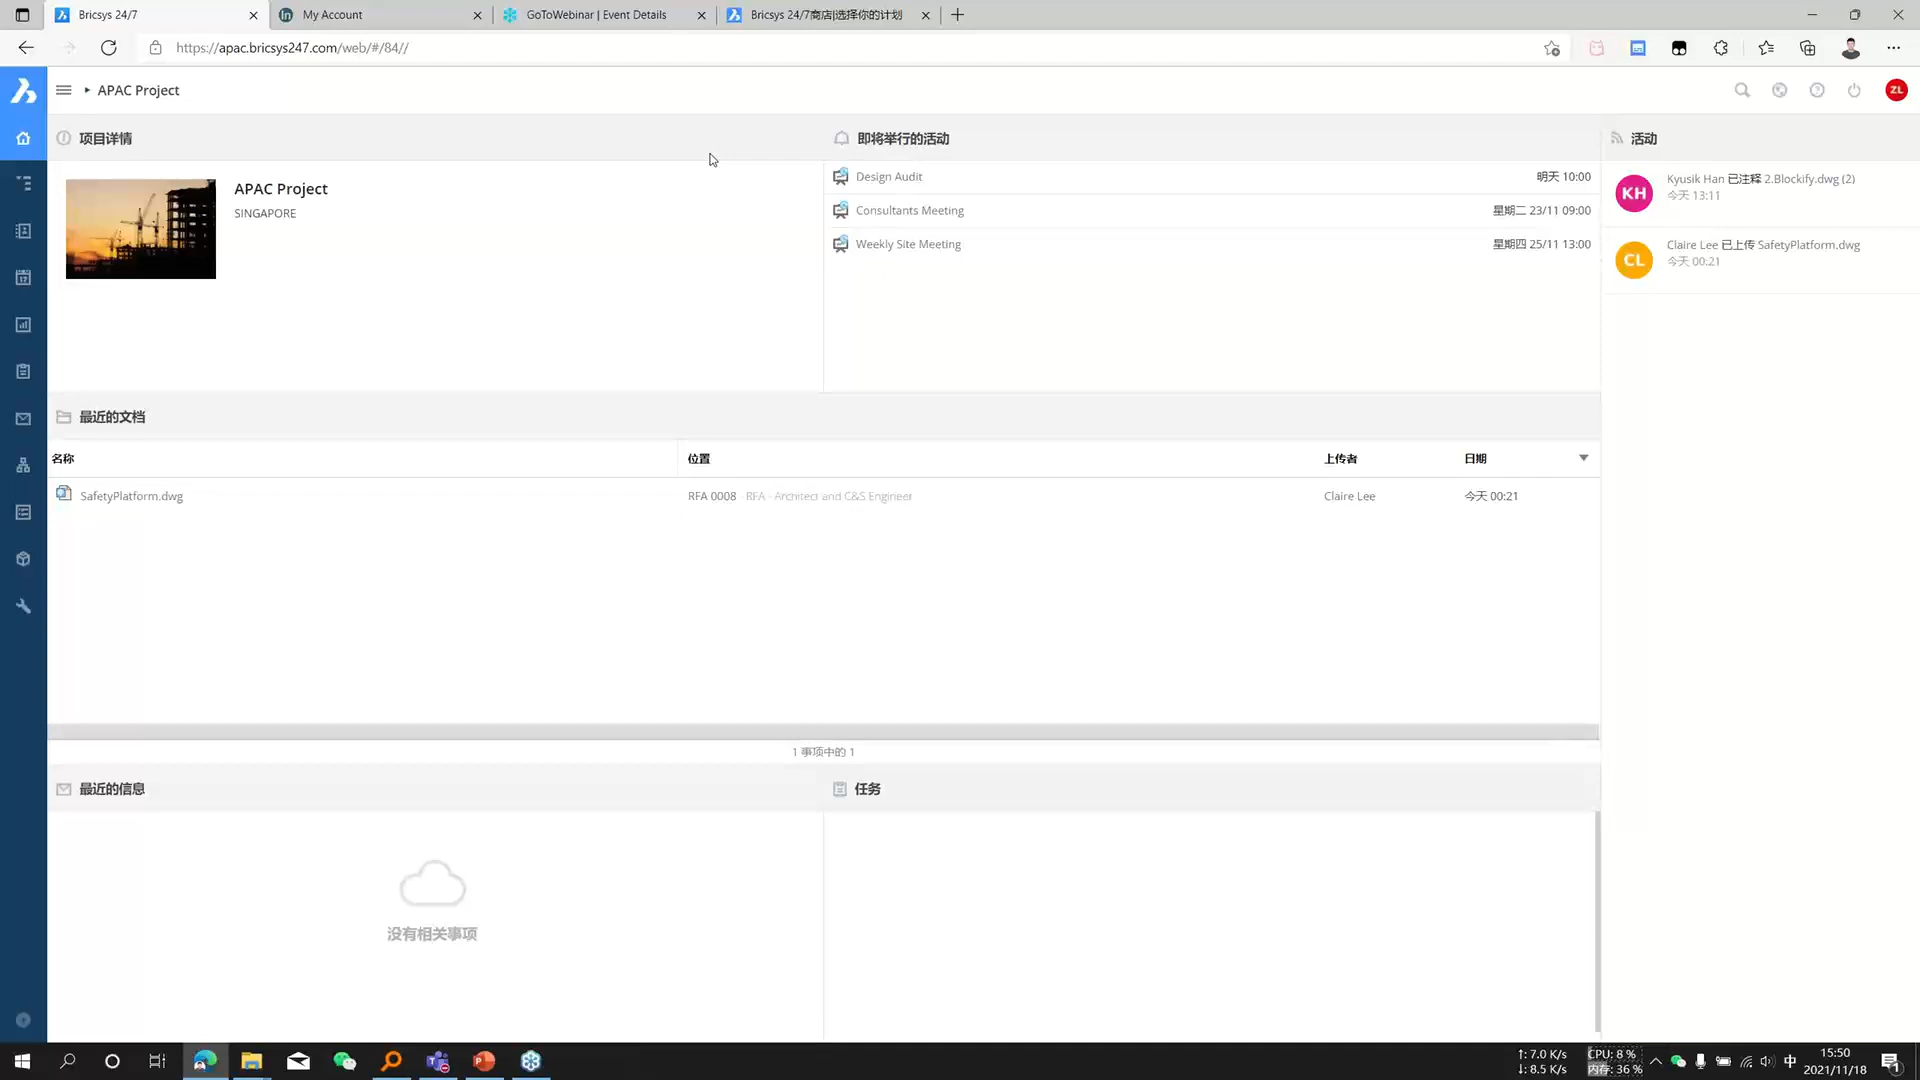 Bricsys 24/7
My Account
GoToWebinar | Event Details
Bricsys 24/7商店|选择你的计划
https://apac.bricsys247.com/web/#/84//
APAC Project
ZL
项目详情
APAC Project
SINGAPORE
即将举行的活动
Design Audit 明天 10:00
Consultants Meeting 星期二 23/11 09:00
Weekly Site Meeting 星期四 25/11 13:00
活动
KH
Kyusik Han 已注释 2.Blockify.dwg (2)
今天 13:11
CL
Claire Lee 已上传 SafetyPlatform.dwg
今天 00:21
最近的文档
名称 位置 上传者 日期
SafetyPlatform.dwg RFA 0008 - RFA - Architect and C&S Engineer Claire Lee 今天 00:21
1 事项中的 1
最近的信息
没有相关事项
任务
↑: 7.0 K/s
↓: 8.5 K/s
CPU: 8 %
内存: 36 %
中
15:50
2021/11/18
1